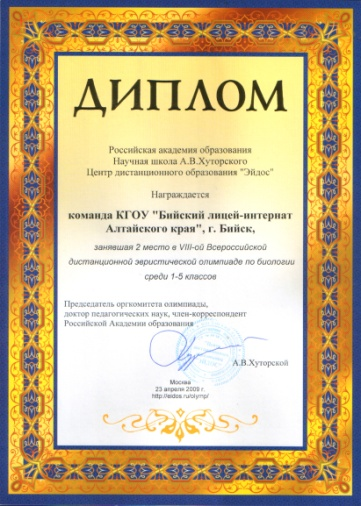 ДИПЛОМ
Российская академия образования
Научная школа А.В.Хуторского
Центр дистанционного образования "Эйдос"
Награждается
команда КГОУ "Бийский лицей-интернат
Алтайского края", г. Бийск,
занявшая 2 место в VIII-ой Всероссийской
дистанционной эвристической олимпиаде по биологии
среди 1-5 классов
Председатель оргкомитета олимпиады,
доктор педагогических наук, член-корреспондент
Российской Академии образования
А.В.Хуторской
Москва
23 апреля 2009 г.
http://eidos.ru/olymp/